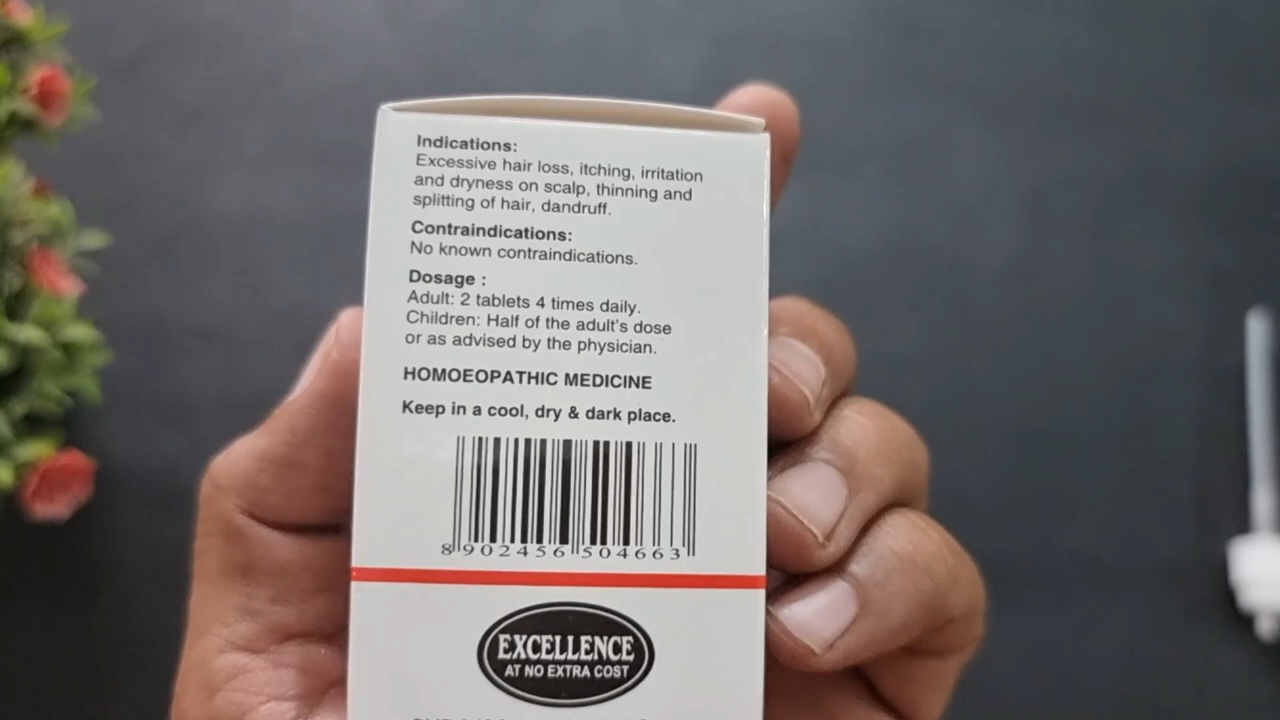 Indications:
Excessive hair loss, itching, irritation
and dryness on scalp, thinning and
splitting of hair, dandruff.
Contraindications:
No known contraindications.
Dosage :
Adult: 2 tablets 4 times daily.
Children: Half of the adult's dose
or as advised by the physician.
HOMOEOPATHIC MEDICINE
Keep in a cool, dry & dark place.
8 902456 504663
EXCELLENCE
AT NO EXTRA COST